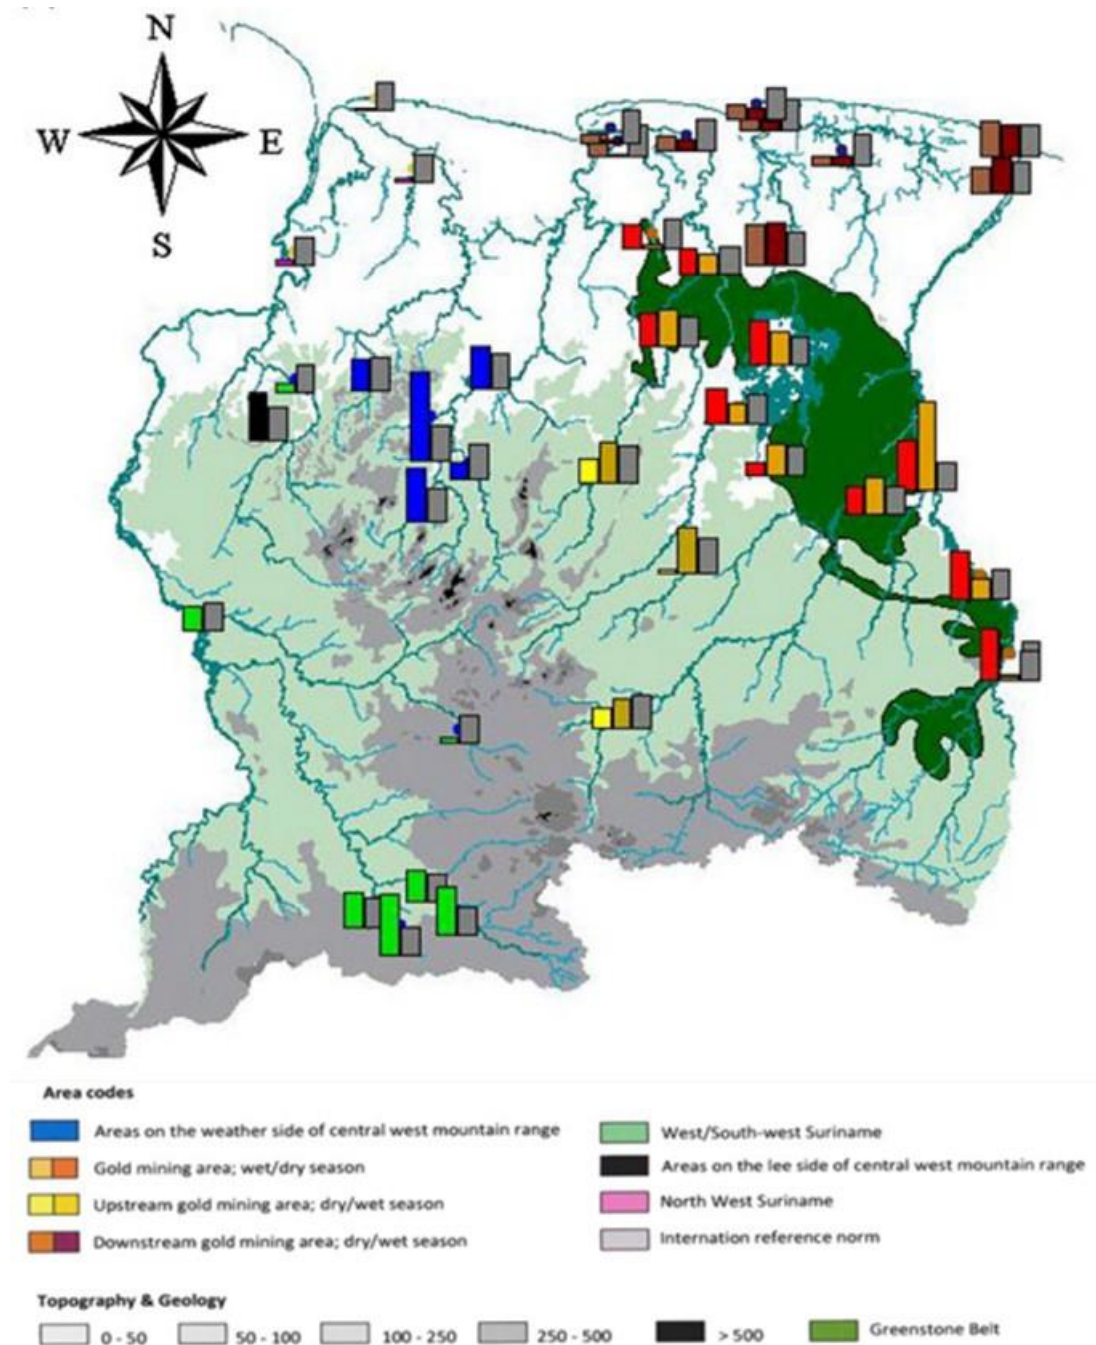 N
W E
S
Area codes
Areas on the weather side of central west mountain range
Gold mining area; wet/dry season
Upstream gold mining area; dry/wet season
Downstream gold mining area; dry/wet season
West/South-west Suriname
Areas on the lee side of central west mountain range
North West Suriname
Internation reference norm
Topography & Geology
0 - 50 50 - 100 100 - 250 250 - 500 > 500 Greenstone Belt